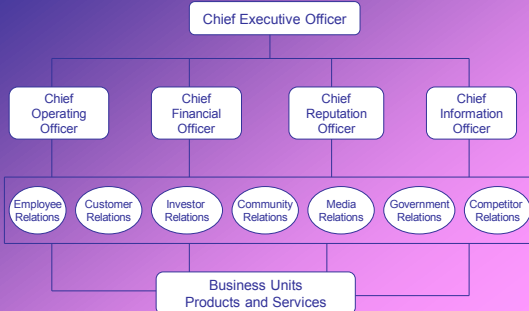 Chief Executive Officer
Chief
Operating
Officer
Chief
Financial
Officer
Chief
Reputation
Officer
Chief
Information
Officer
Employee
Relations
Customer
Relations
Investor
Relations
Community
Relations
Media
Relations
Government
Relations
Competitor
Relations
Business Units
Products and Services